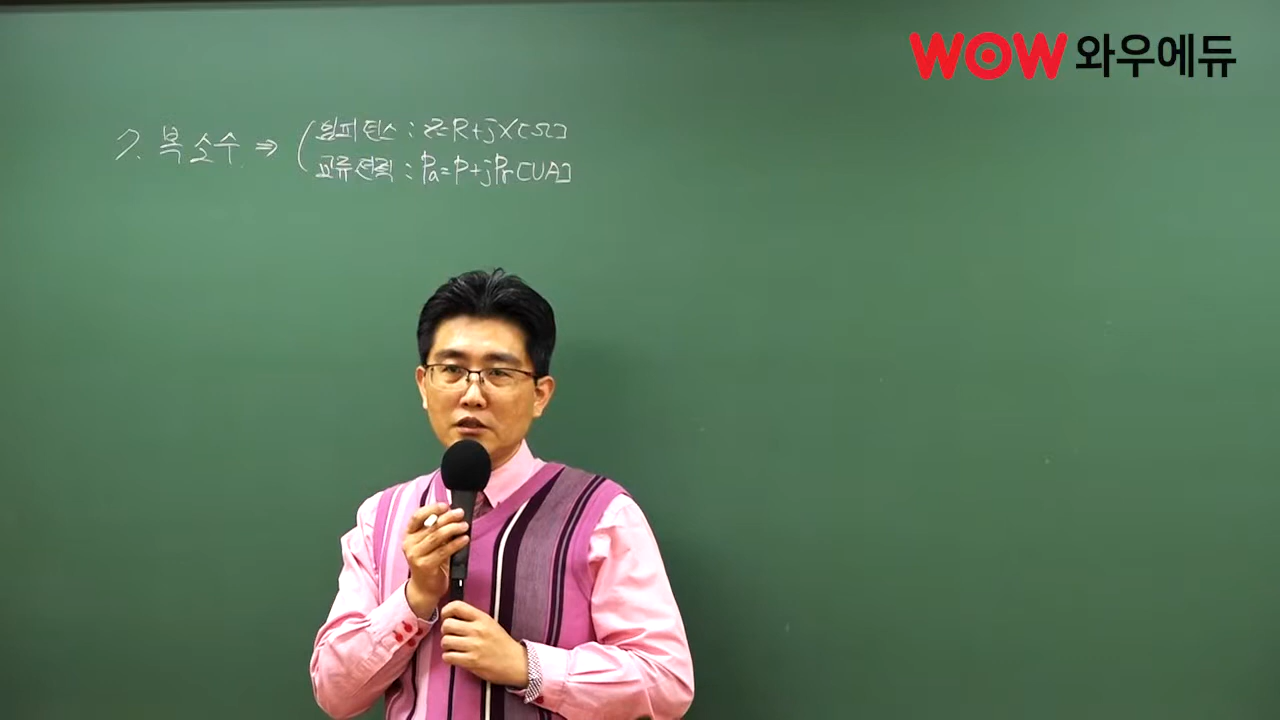 WOW 와우에듀
7. 복소수 ⇒ ( 임피던스 : Z=R+jX[Ω]
교류전력 : Pa=P+jPr[VA]